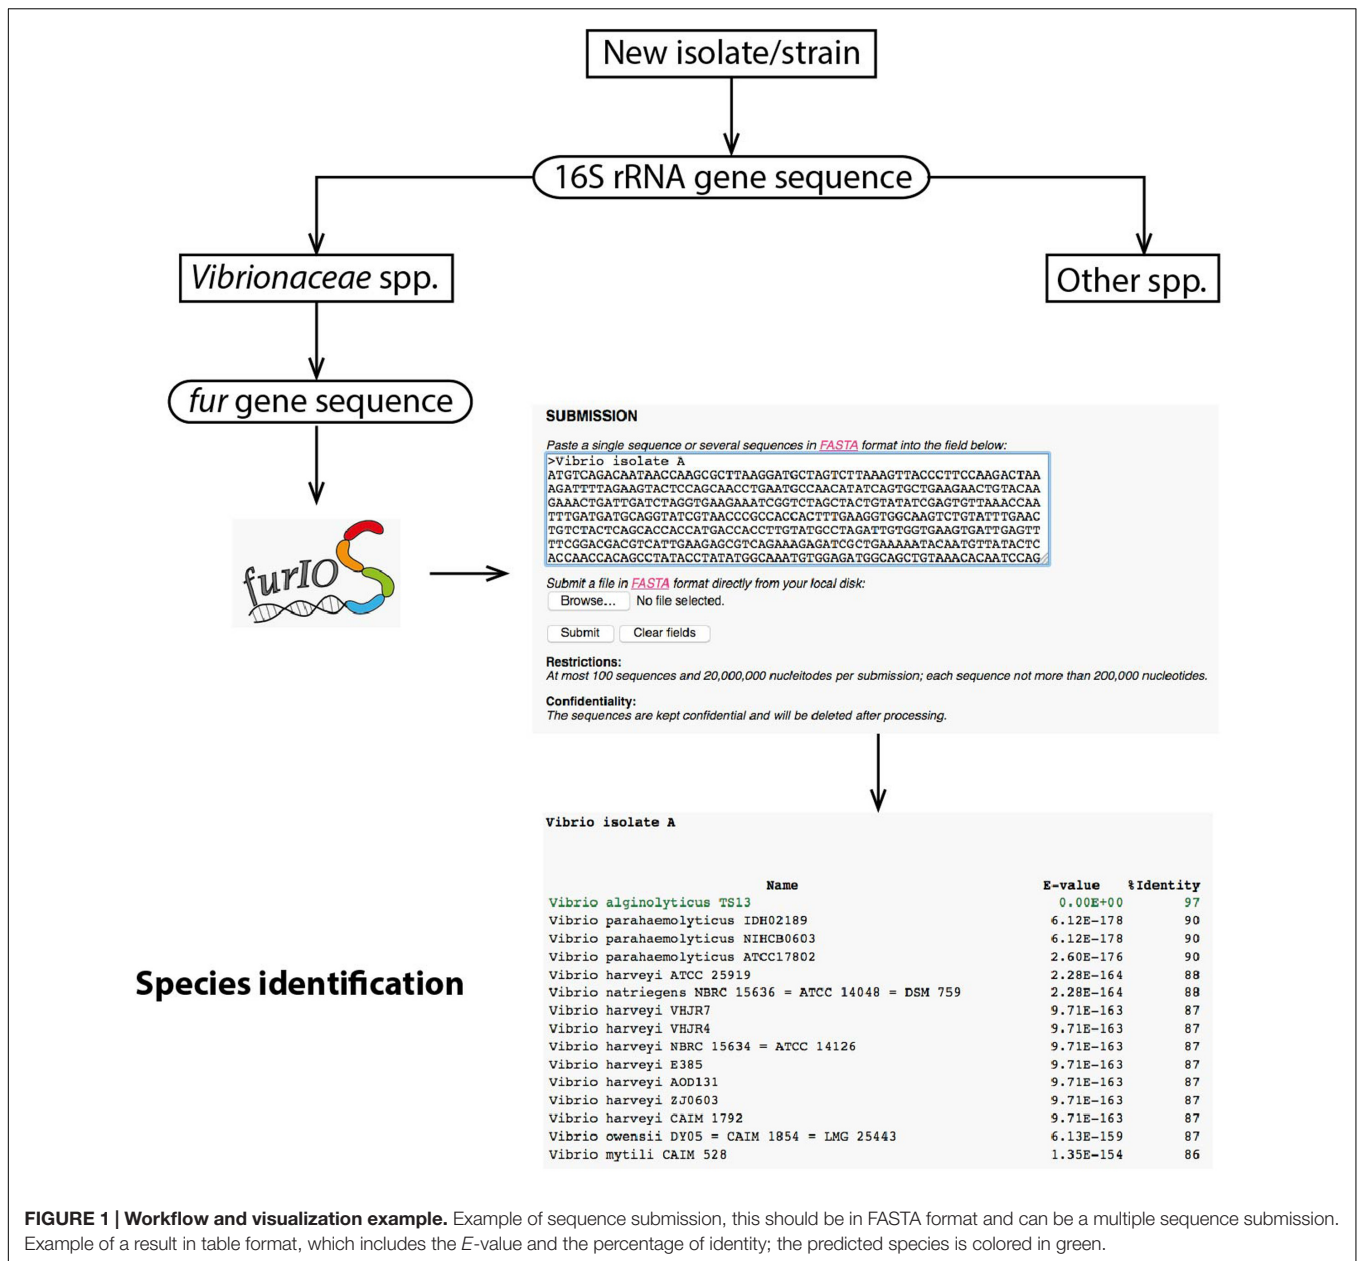 New isolate/strain
16S rRNA gene sequence
Vibrionaceae spp.
Other spp.
fur gene sequence
furIOS
SUBMISSION
Paste a single sequence or several sequences in FASTA format into the field below:
>Vibrio isolate A
ATGTCAGACAATAACCAAGCGCTTAAGGATGCTAGTCTTAAAGTTACCCTTCCAAGACTAA
AGATTTTAGAAGTACTCCAGCAACCTGAATGCCAACATATCAGTGCTGAAGAACTGTACAA
GAAACTGATTGATCTAGGTGAAGAAATCGGTCTAGCTACTGTATATCGAGTGTTAAACCAA
TTTGATGATGCAGGTATCGTAACCCGCCACCACTTTGAAGGTGGCAAGTCTGTATTTGAAC
TGTCTACTCAGCACCACCATGACCACCTTGTATGCCTAGATTGTGGTGAAGTGATTGAGTT
TTCGGACGACGTCATTGAAGAGCGTCAGAAAGAGATCGCTGAAAAATACAATGTTATACTG
ACCAACCACAGCCTATACCTATATGGCAAATGTGGAGATGGCAGCTGTAAACACAATCCAG
Submit a file in FASTA format directly from your local disk:
Browse... No file selected.
Submit Clear fields
Restrictions:
At most 100 sequences and 20,000,000 nucleitodes per submission; each sequence not more than 200,000 nucleotides.
Confidentiality:
The sequences are kept confidential and will be deleted after processing.
Vibrio isolate A
Name E-value %Identity
Vibrio alginolyticus TS13 0.00E+00 97
Vibrio parahaemolyticus IDH02189 6.12E-178 90
Vibrio parahaemolyticus NIHCB0603 6.12E-178 90
Vibrio parahaemolyticus ATCC17802 2.60E-176 90
Vibrio harveyi ATCC 25919 2.28E-164 88
Vibrio natriegens NBRC 15636 = ATCC 14048 = DSM 759 2.28E-164 88
Vibrio harveyi VHJR7 9.71E-163 87
Vibrio harveyi VHJR4 9.71E-163 87
Vibrio harveyi NBRC 15634 = ATCC 14126 9.71E-163 87
Vibrio harveyi E385 9.71E-163 87
Vibrio harveyi AOD131 9.71E-163 87
Vibrio harveyi ZJ0603 9.71E-163 87
Vibrio harveyi CAIM 1792 9.71E-163 87
Vibrio owensii DY05 = CAIM 1854 = LMG 25443 6.13E-159 87
Vibrio mytili CAIM 528 1.35E-154 86
Species identification
FIGURE 1 | Workflow and visualization example. Example of sequence submission, this should be in FASTA format and can be a multiple sequence submission.
Example of a result in table format, which includes the E-value and the percentage of identity; the predicted species is colored in green.